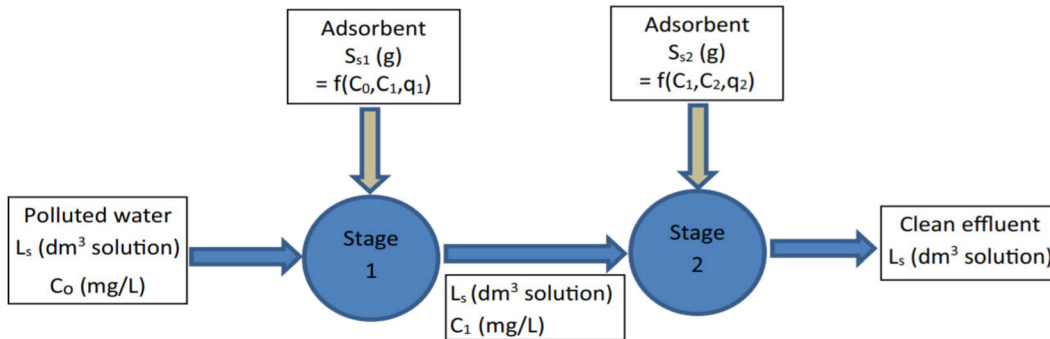 Adsorbent
Sₛ₁ (g)
= f(C₀,C₁,q₁)
Adsorbent
Sₛ₂ (g)
= f(C₁,C₂,q₂)
Polluted water
Lₛ (dm³ solution)
Cₒ (mg/L)
Stage
1
Lₛ (dm³ solution)
C₁ (mg/L)
Stage
2
Clean effluent
Lₛ (dm³ solution)